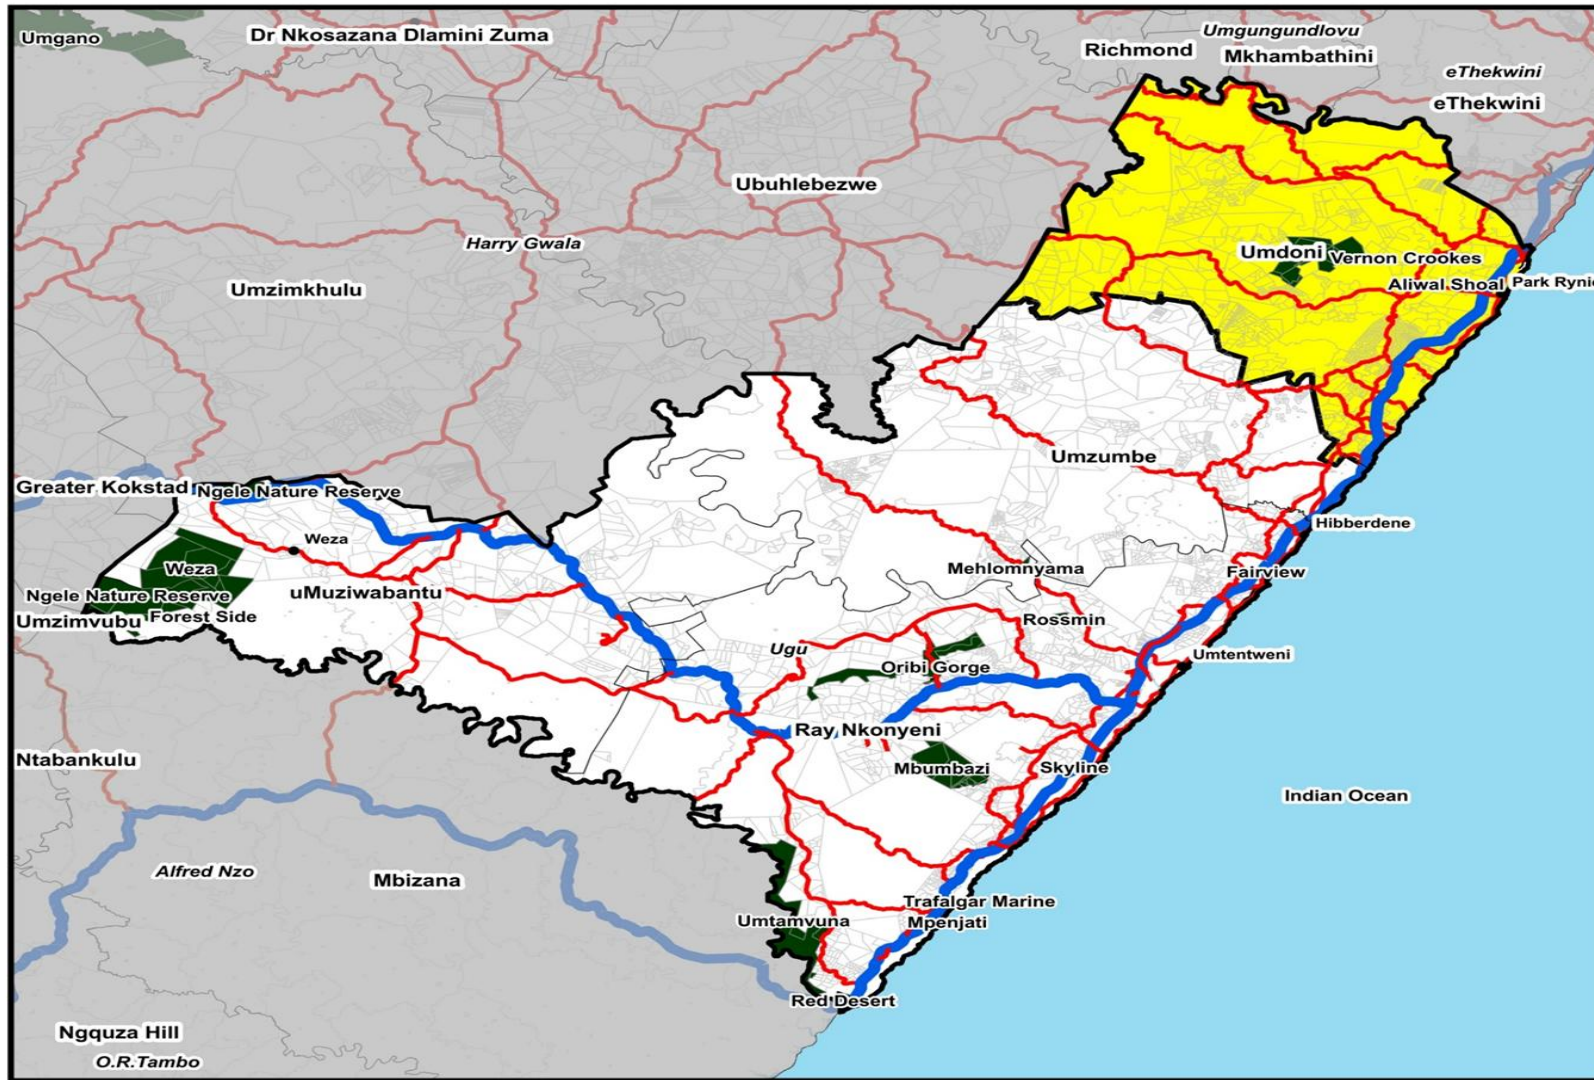 Umgano
Dr Nkosazana Dlamini Zuma
Richmond
Umgungundlovu
Mkhambathini
eThekwini
eThekwini
Ubuhlebezwe
Harry Gwala
Umzimkhulu
Umdoni
Vernon Crookes
Aliwal Shoal
Park Rynie
Umzumbe
Greater Kokstad
Ngele Nature Reserve
Hibberdene
Weza
Weza
Mehlomnyama
Fairview
uMuziwabantu
Ngele Nature Reserve
Forest Side
Umzimvubu
Rossmin
Ugu
Umtentweni
Oribi Gorge
Ray Nkonyeni
Ntabankulu
Mbumbazi
Skyline
Indian Ocean
Alfred Nzo
Mbizana
Trafalgar Marine
Umtamvuna
Mpenjati
Red Desert
Ngquza Hill
O.R.Tambo